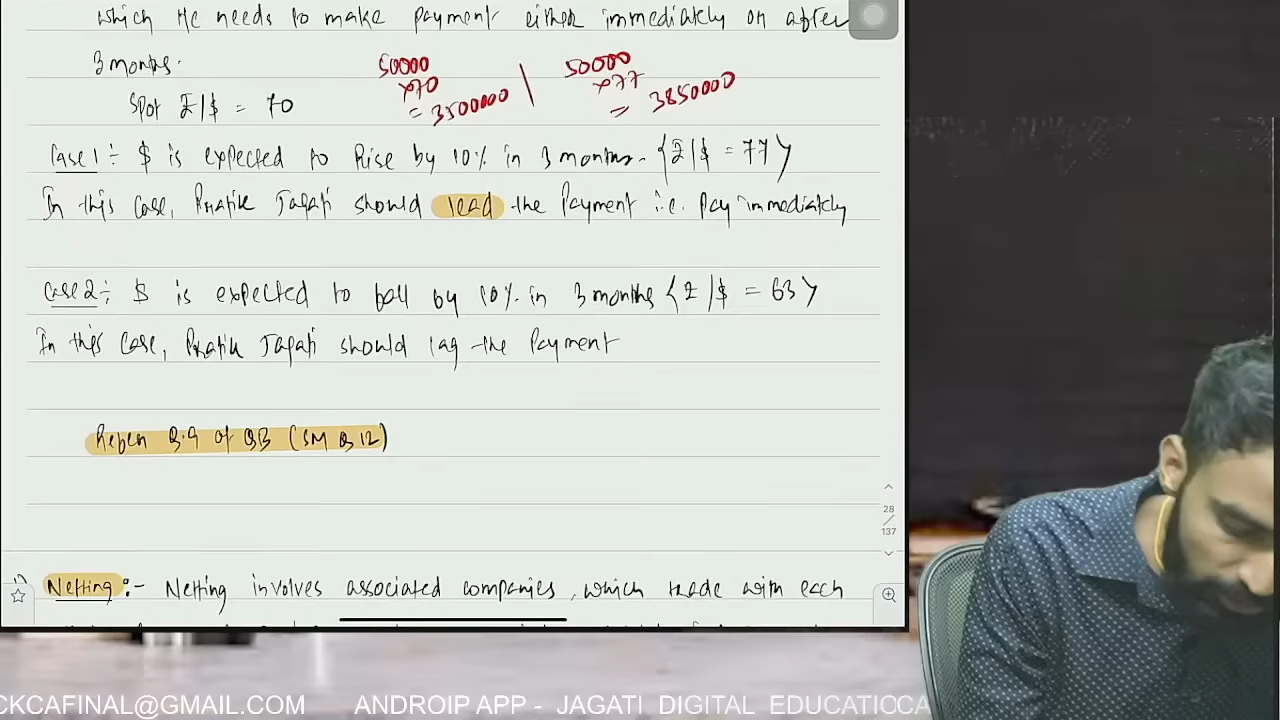 which He needs to make payment either immediately or after
3 months.
50000
×70
= 3500000
50000
×77
= 3850000
Spot ₹/$ = 70
Case 1 :- $ is expected to Rise by 10% in 3 months. {₹/$ = 77}
In this Case, Pratik Jagati should lead the Payment i.e. Pay immediately
Case 2 :- $ is expected to fall by 10% in 3 months {₹/$ = 63}
In this Case, Pratik Jagati should lag the Payment
Refer Q.9 of QB (SM Q 12)
28
/
137
Netting :- Netting involves associated companies, which trade with each
CKCAFINAL@GMAIL.COM ANDROIP APP - JAGATI DIGITAL EDUCATIOCCA